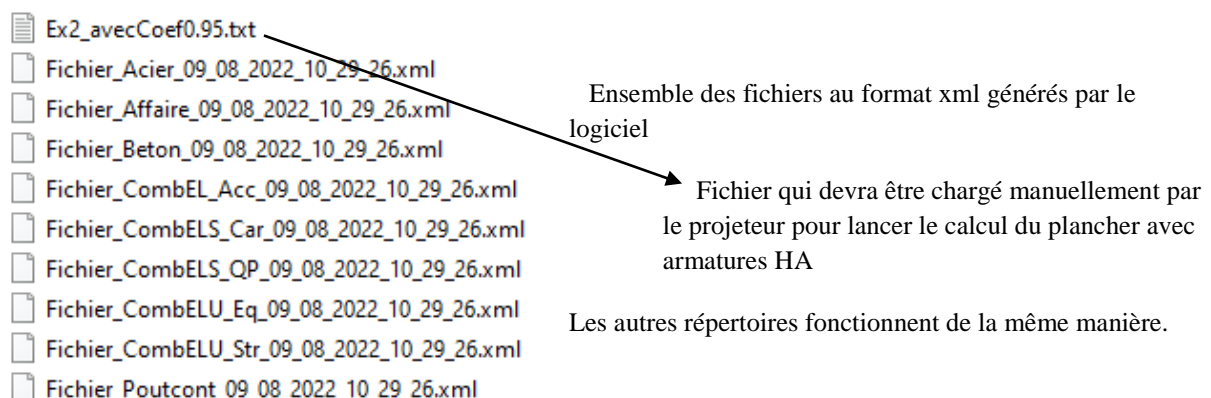 Ex2_avecCoef0.95.txt
Fichier_Acier_09_08_2022_10_29_26.xml
Fichier_Affaire_09_08_2022_10_29_26.xml
Fichier_Beton_09_08_2022_10_29_26.xml
Fichier_CombEL_Acc_09_08_2022_10_29_26.xml
Fichier_CombELS_Car_09_08_2022_10_29_26.xml
Fichier_CombELS_QP_09_08_2022_10_29_26.xml
Fichier_CombELU_Eq_09_08_2022_10_29_26.xml
Fichier_CombELU_Str_09_08_2022_10_29_26.xml
Fichier_Poutcont_09_08_2022_10_29_26.xml
Ensemble des fichiers au format xml générés par le
logiciel
Fichier qui devra être chargé manuellement par
le projeteur pour lancer le calcul du plancher avec
armatures HA
Les autres répertoires fonctionnent de la même manière.